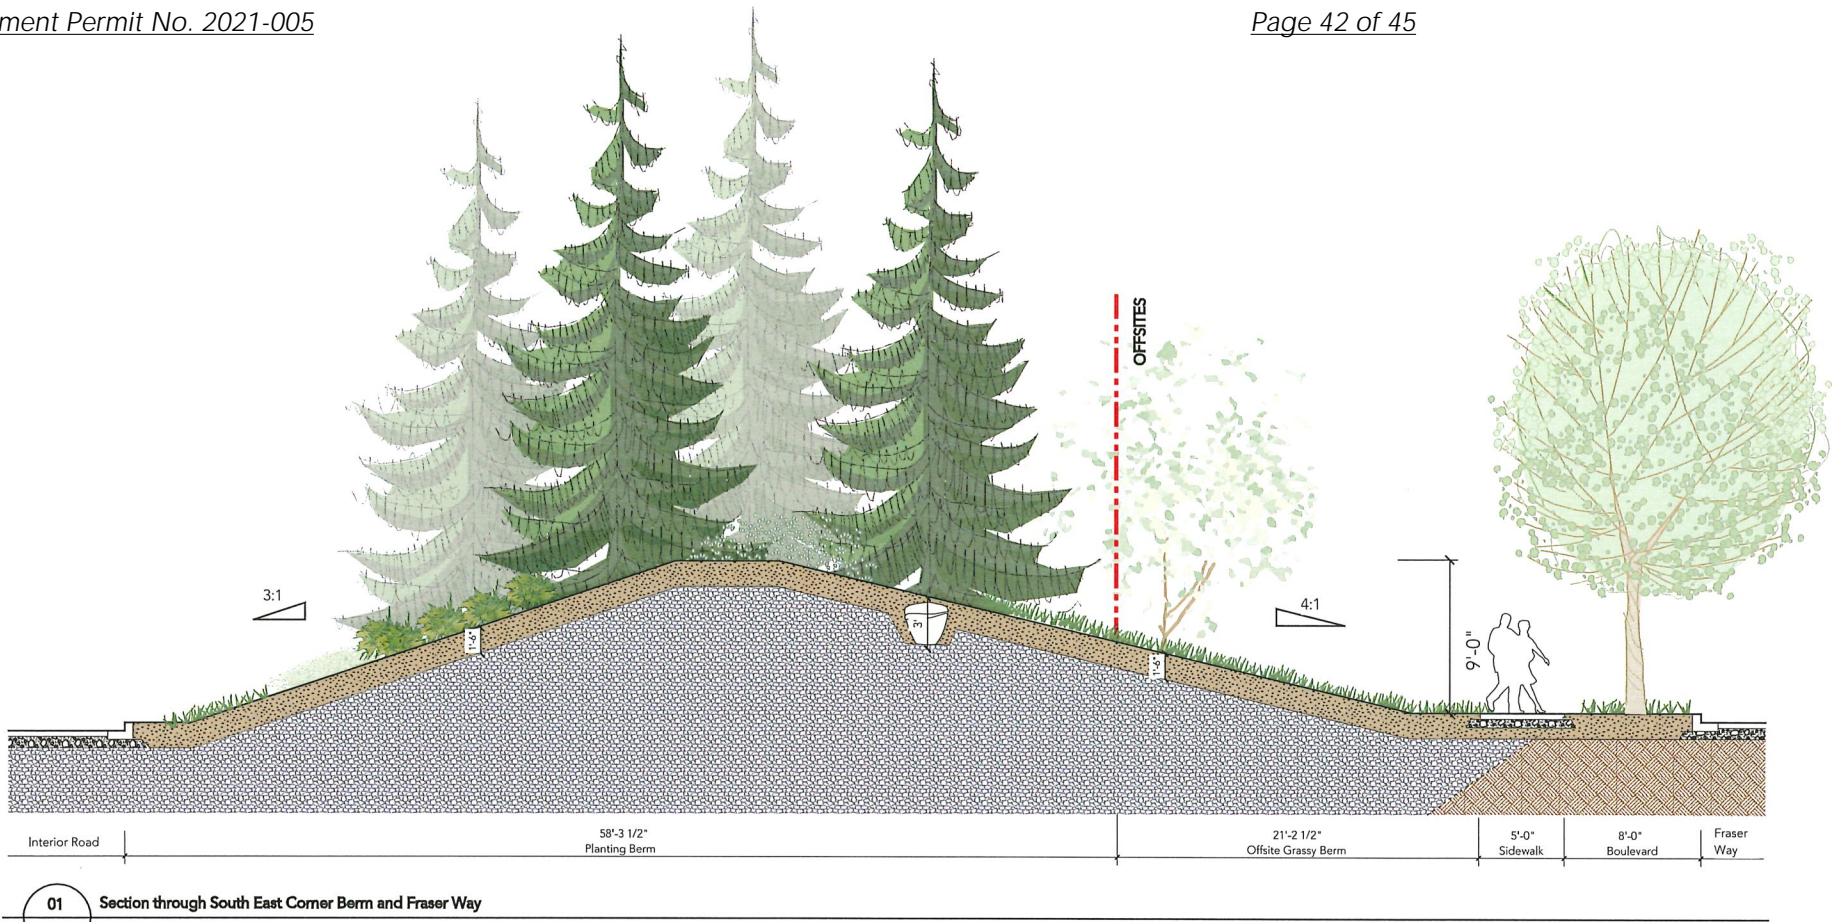 ment Permit No. 2021-005
Page 42 of 45
OFFSITES
3:1
4:1
9'-0"
1'-6"
3'
1'-6"
58'-3 1/2"
21'-2 1/2"
5'-0"
8'-0"
Fraser
Way
Interior Road
Planting Berm
Offsite Grassy Berm
Sidewalk
Boulevard
01
Section through South East Corner Berm and Fraser Way